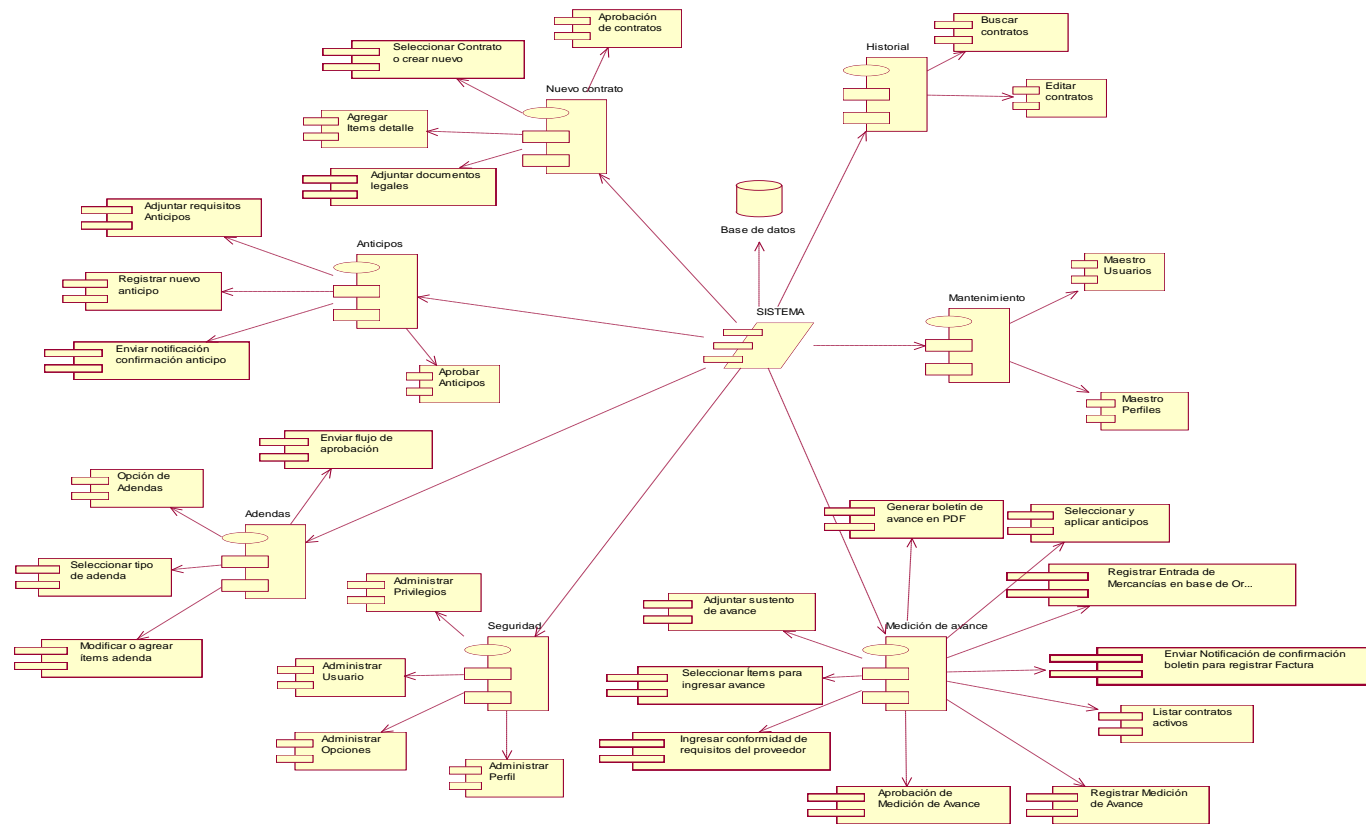 Aprobación
de contratos
Buscar
contratos
Seleccionar Contrato
o crear nuevo
Historial
Nuevo contrato
Editar
contratos
Agregar
Items detalle
Adjuntar documentos
legales
Adjuntar requisitos
Anticipos
Base de datos
Anticipos
Maestro
Usuarios
Registrar nuevo
anticipo
Mantenimiento
SISTEMA
Enviar notificación
confirmación anticipo
Aprobar
Anticipos
Maestro
Perfiles
Enviar flujo de
aprobación
Opción de
Adendas
Adendas
Generar boletín de
avance en PDF
Seleccionar y
aplicar anticipos
Seleccionar tipo
de adenda
Registrar Entrada de
Mercancías en base de Or...
Administrar
Privilegios
Adjuntar sustento
de avance
Seguridad
Medición de avance
Modificar o agrear
ítems adenda
Administrar
Usuario
Seleccionar Ítems para
ingresar avance
Enviar Notificación de confirmación
boletin para registrar Factura
Listar contratos
activos
Administrar
Opciones
Ingresar conformidad de
requisitos del proveedor
Administrar
Perfil
Aprobación de
Medición de Avance
Registrar Medición
de Avance